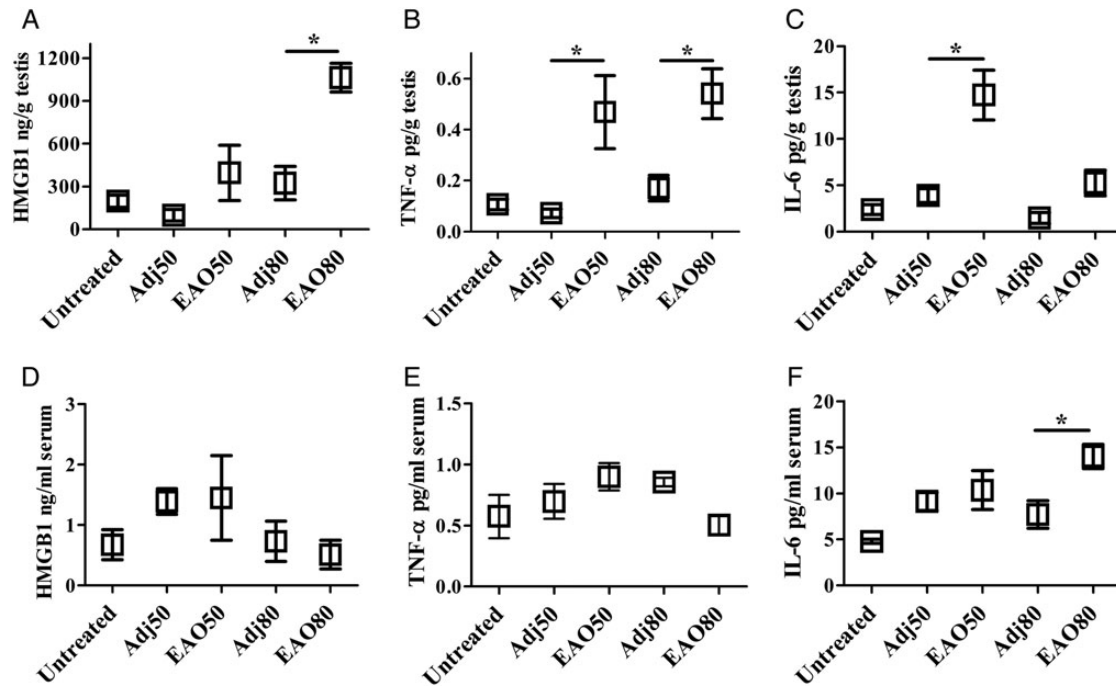 A
HMGB1 ng/g testis
1200
900
600
300
0
*
Untreated
Adj50
EAO50
Adj80
EAO80
B
TNF-α pg/g testis
0.6
0.4
0.2
0.0
*
*
Untreated
Adj50
EAO50
Adj80
EAO80
C
IL-6 pg/g testis
20
15
10
5
0
*
Untreated
Adj50
EAO50
Adj80
EAO80
D
HMGB1 ng/ml serum
3
2
1
0
Untreated
Adj50
EAO50
Adj80
EAO80
E
TNF-α pg/ml serum
1.5
1.0
0.5
0.0
Untreated
Adj50
EAO50
Adj80
EAO80
F
IL-6 pg/ml serum
20
15
10
5
0
*
Untreated
Adj50
EAO50
Adj80
EAO80